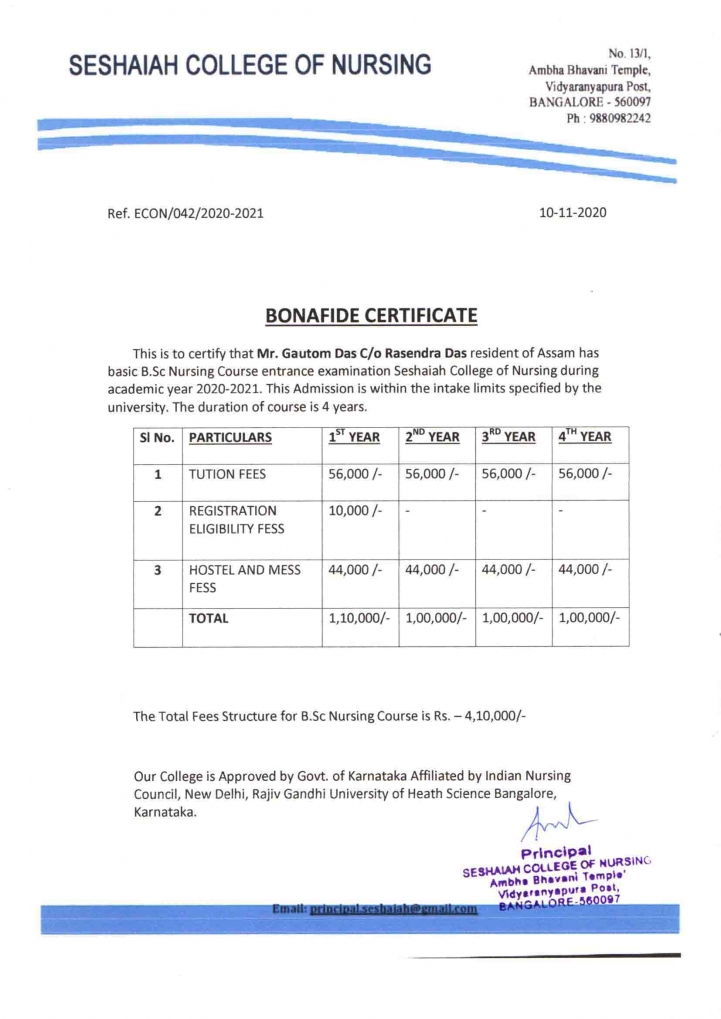 SESHAIAH COLLEGE OF NURSING
No. 13/1,
Ambha Bhavani Temple,
Vidyaranyapura Post,
BANGALORE - 560097
Ph : 9880982242
Ref. ECON/042/2020-2021 10-11-2020
BONAFIDE CERTIFICATE
This is to certify that Mr. Gautom Das C/o Rasendra Das resident of Assam has
basic B.Sc Nursing Course entrance examination Seshaiah College of Nursing during
academic year 2020-2021. This Admission is within the intake limits specified by the
university. The duration of course is 4 years.
Sl No. PARTICULARS 1ST YEAR 2ND YEAR 3RD YEAR 4TH YEAR
1 TUTION FEES 56,000 /- 56,000 /- 56,000 /- 56,000 /-
2 REGISTRATION 10,000 /- - - -
ELIGIBILITY FESS
3 HOSTEL AND MESS 44,000 /- 44,000 /- 44,000 /- 44,000 /-
FESS
TOTAL 1,10,000/- 1,00,000/- 1,00,000/- 1,00,000/-
The Total Fees Structure for B.Sc Nursing Course is Rs. – 4,10,000/-
Our College is Approved by Govt. of Karnataka Affiliated by Indian Nursing
Council, New Delhi, Rajiv Gandhi University of Heath Science Bangalore,
Karnataka.
Principal
SESHAIAH COLLEGE OF NURSING
Ambha Bhavani Temple'
Vidyaranyapura Post,
BANGALORE-560097
Email: principal.seshaiah@gmail.com